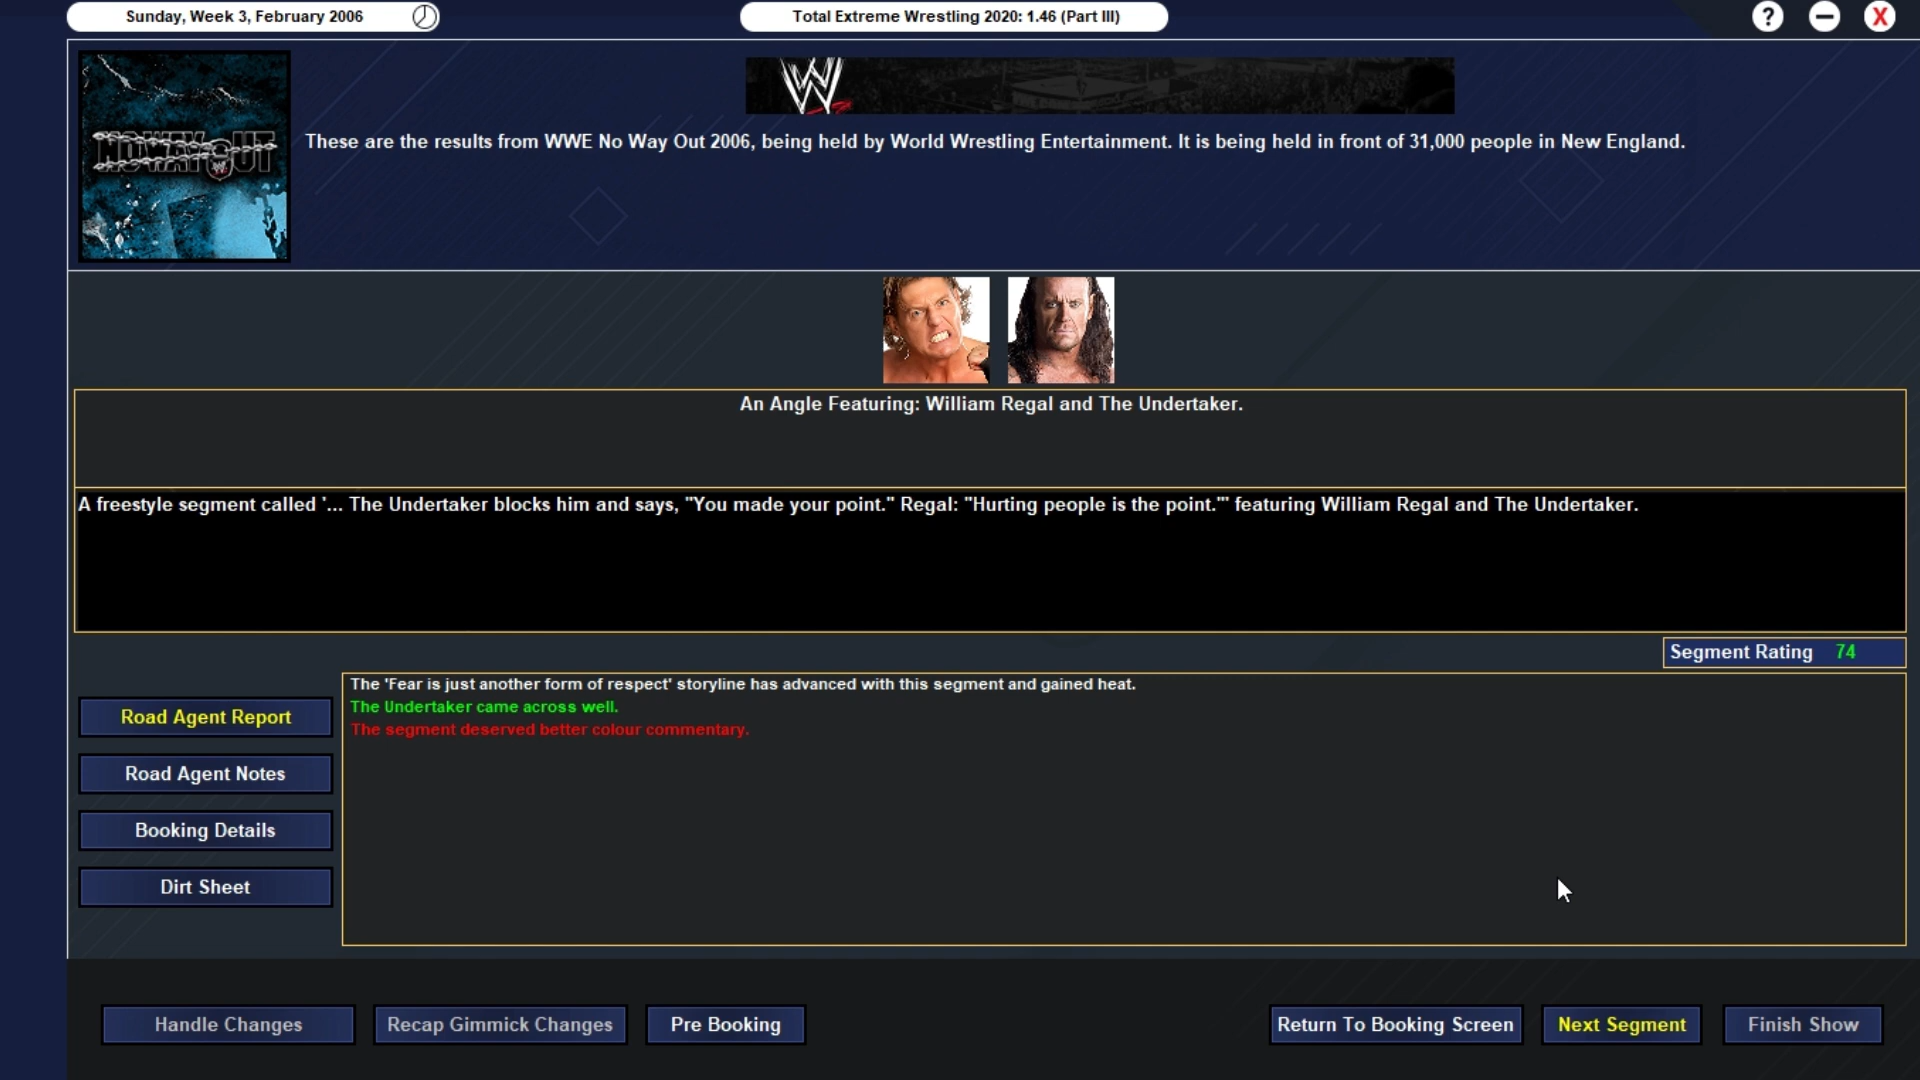 Sunday, Week 3, February 2006
Total Extreme Wrestling 2020: 1.46 (Part III)
? X
W
NO WAY OUT
These are the results from WWE No Way Out 2006, being held by World Wrestling Entertainment. It is being held in front of 31,000 people in New England.
An Angle Featuring: William Regal and The Undertaker.
A freestyle segment called '... The Undertaker blocks him and says, "You made your point." Regal: "Hurting people is the point."' featuring William Regal and The Undertaker.
Segment Rating 74
The 'Fear is just another form of respect' storyline has advanced with this segment and gained heat.
The Undertaker came across well.
The segment deserved better colour commentary.
Road Agent Report
Road Agent Notes
Booking Details
Dirt Sheet
Handle Changes
Recap Gimmick Changes
Pre Booking
Return To Booking Screen
Next Segment
Finish Show